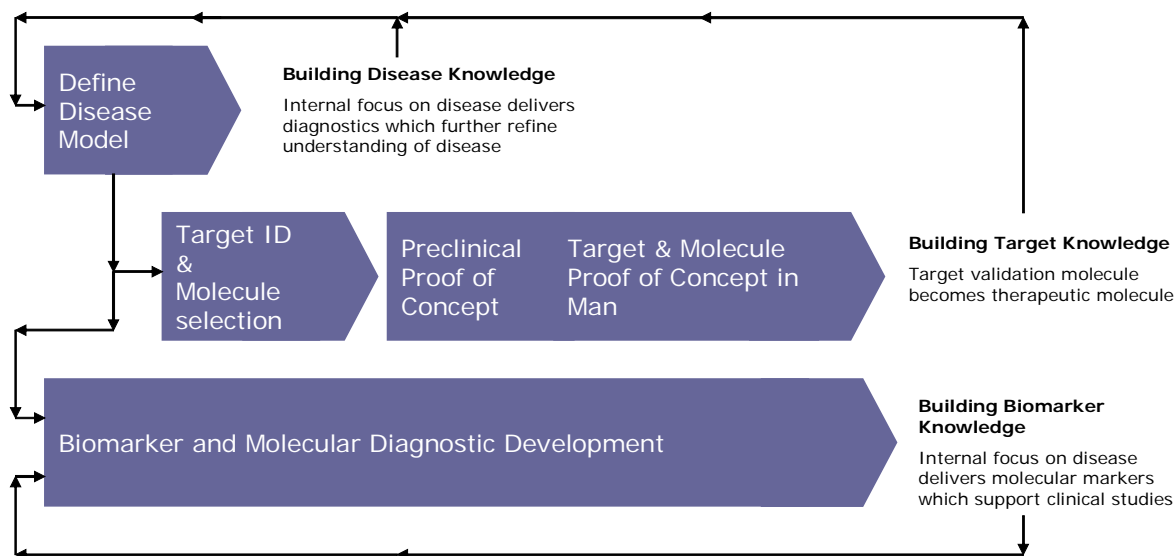 Define
Disease
Model
Building Disease Knowledge
Internal focus on disease delivers
diagnostics which further refine
understanding of disease
Target ID
&
Molecule
selection
Preclinical
Proof of
Concept
Target & Molecule
Proof of Concept in
Man
Building Target Knowledge
Target validation molecule
becomes therapeutic molecule
Biomarker and Molecular Diagnostic Development
Building Biomarker
Knowledge
Internal focus on disease
delivers molecular markers
which support clinical studies